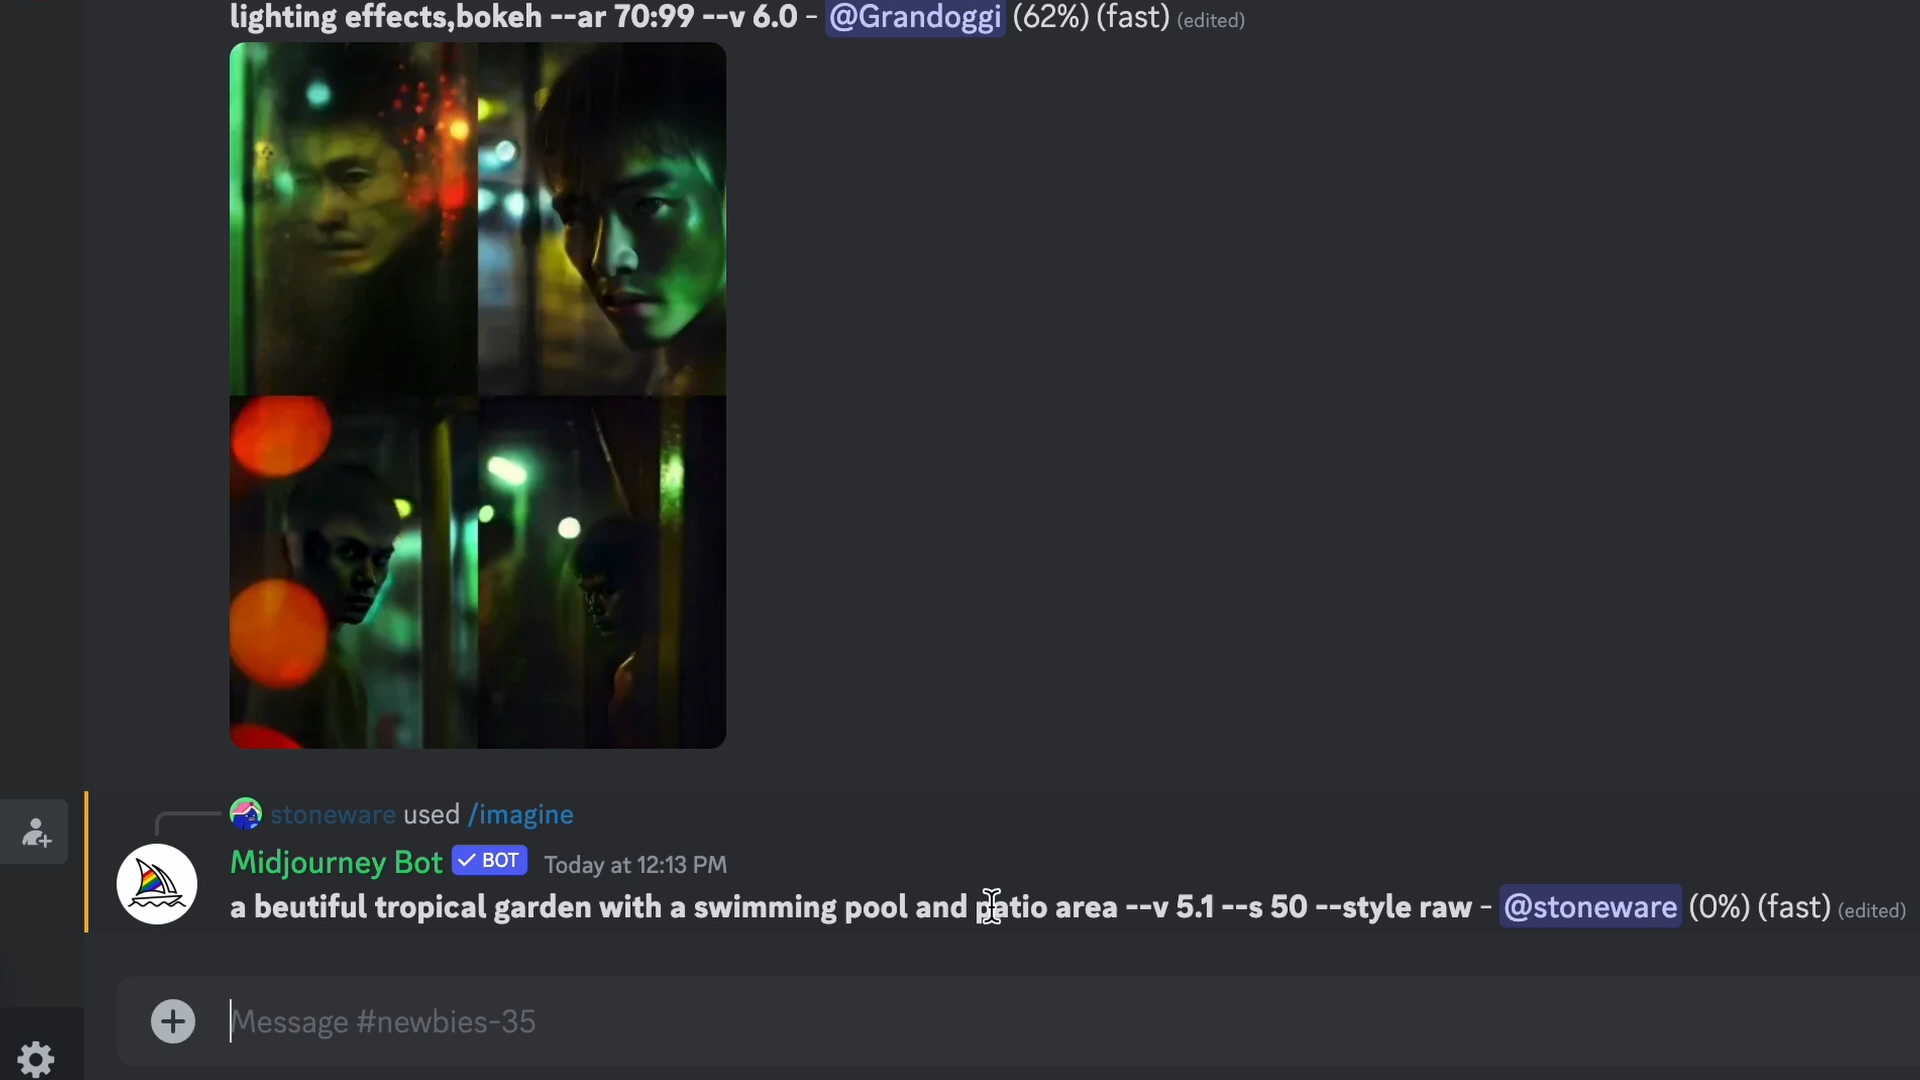 lighting effects,bokeh --ar 70:99 --v 6.0 - @Grandoggi (62%) (fast) (edited)
stoneware used /imagine
Midjourney Bot ✓ BOT Today at 12:13 PM
a beutiful tropical garden with a swimming pool and patio area --v 5.1 --s 50 --style raw - @stoneware (0%) (fast) (edited)
Message #newbies-35